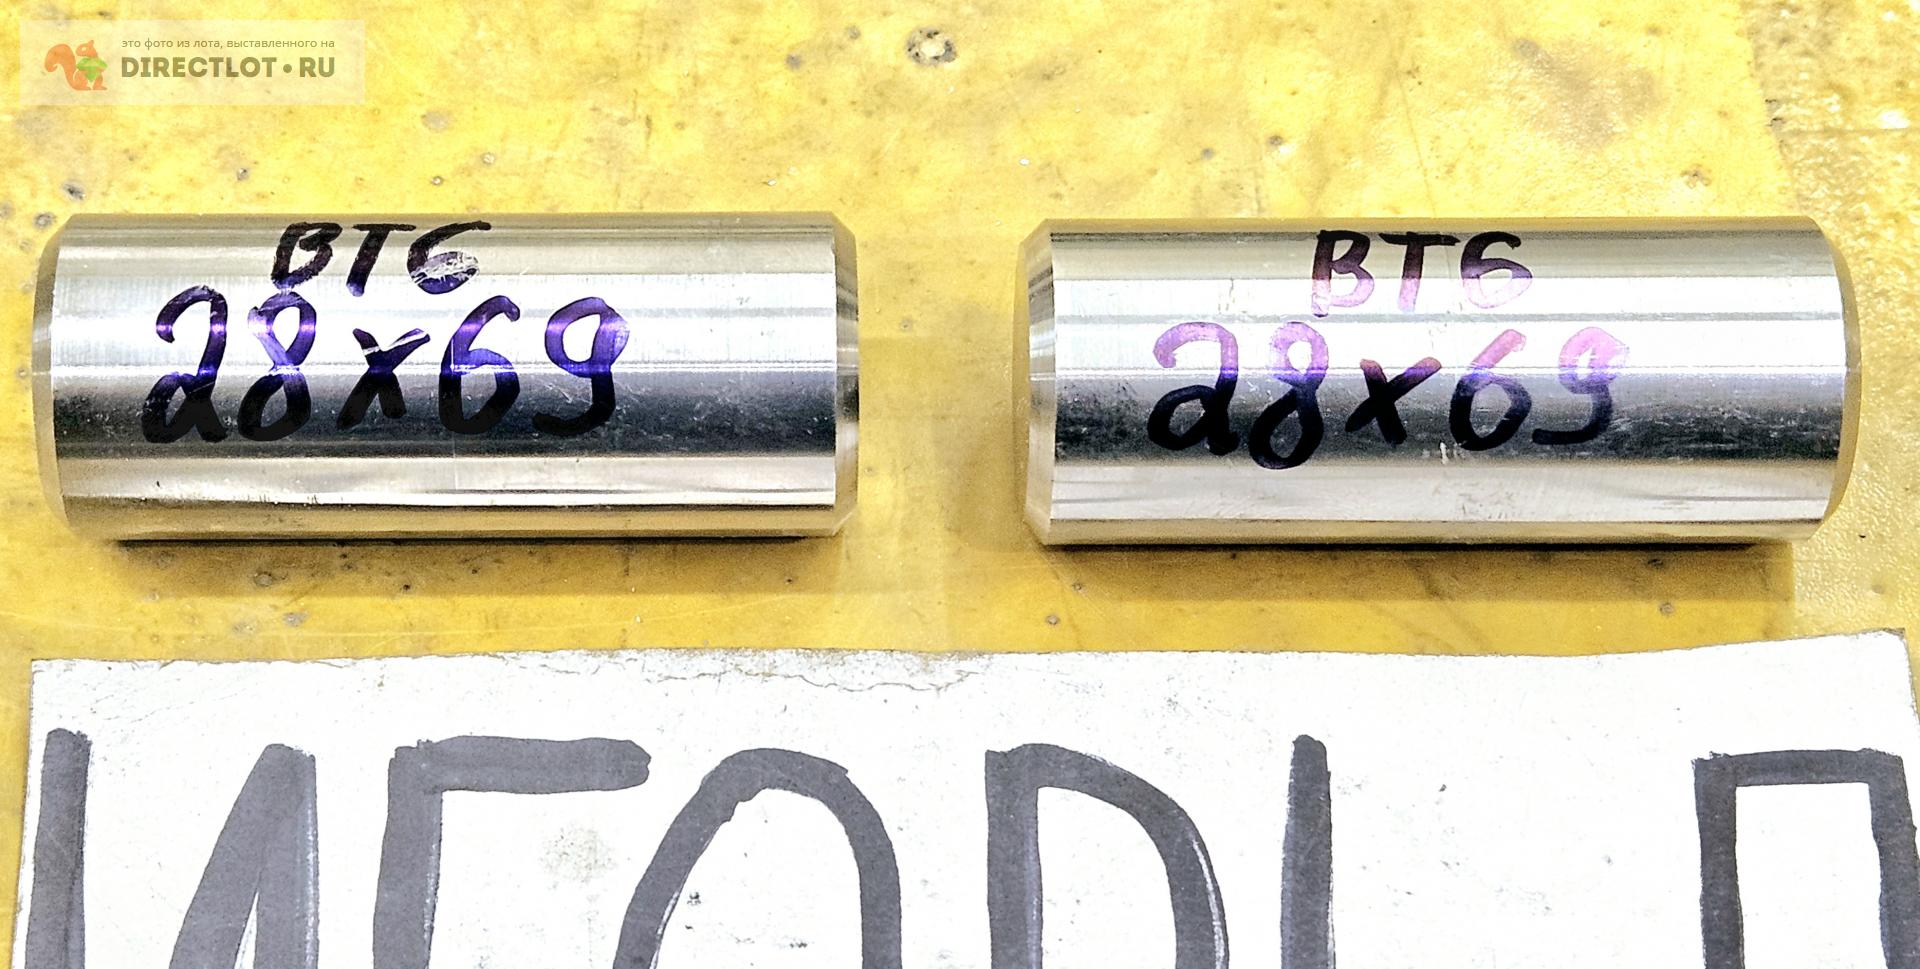 это фото из лота, выставленного на
DIRECTLOT•RU
ВТ6
28х69
ВТ6
28х69